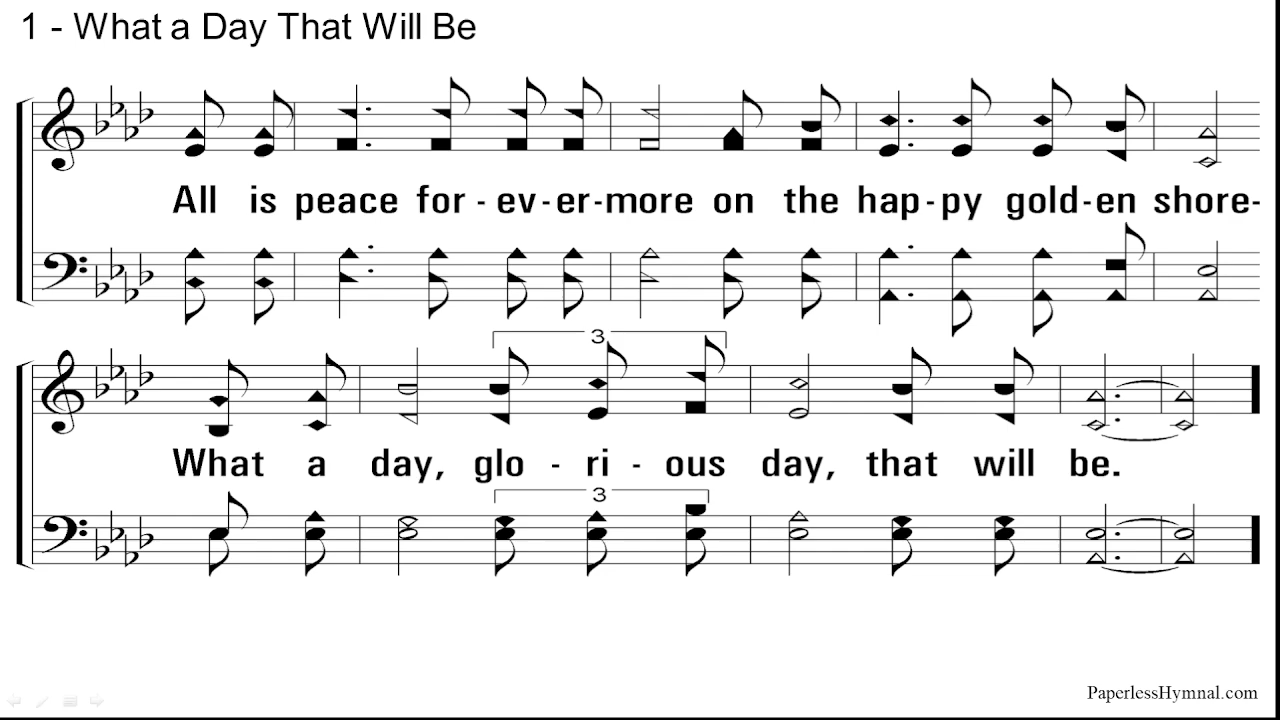 1 - What a Day That Will Be
All is peace for - ev - er - more on the hap - py gold - en shore -
3
What a day, glo - ri - ous day, that will be.
3
PaperlessHymnal.com